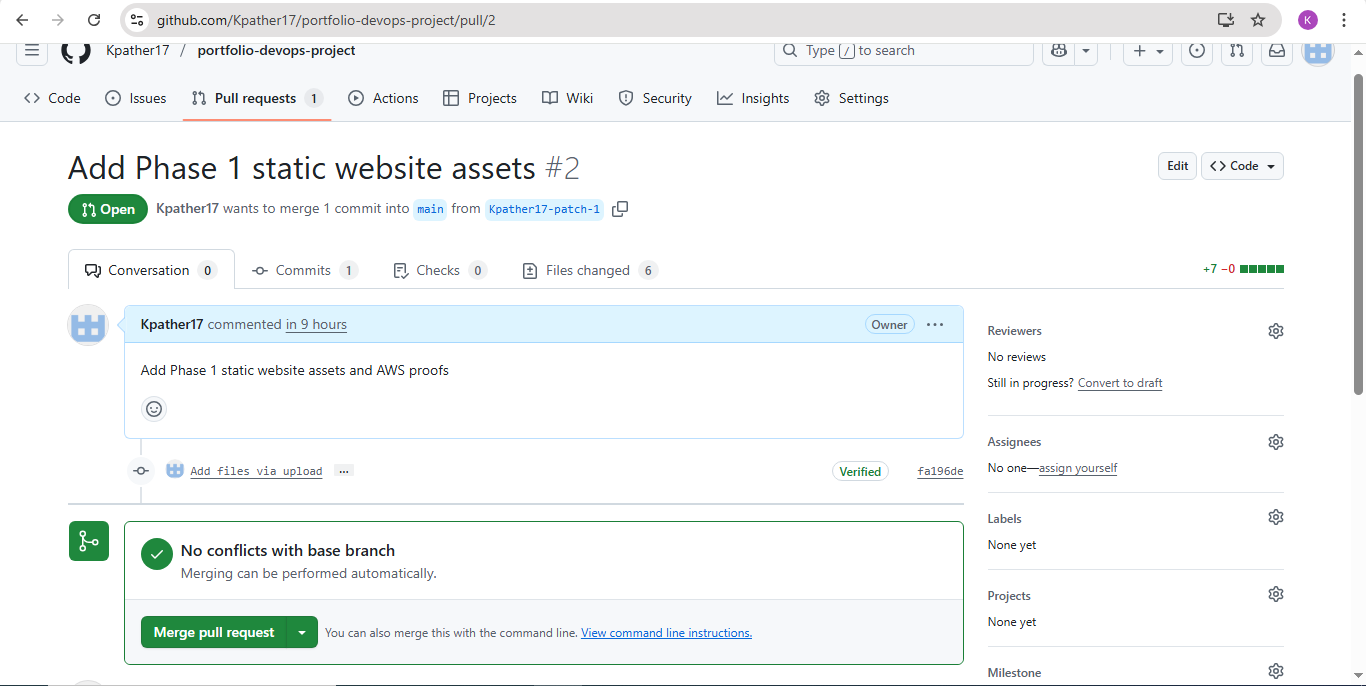 github.com/Kpather17/portfolio-devops-project/pull/2
K
Kpather17 / portfolio-devops-project
Type / to search
Code Issues Pull requests 1 Actions Projects Wiki Security Insights Settings
Add Phase 1 static website assets #2
Edit <> Code
Open Kpather17 wants to merge 1 commit into main from Kpather17-patch-1
Conversation 0 Commits 1 Checks 0 Files changed 6
+7 −0
Kpather17 commented in 9 hours
Owner
Add Phase 1 static website assets and AWS proofs
Add files via upload ...
Verified fa196de
No conflicts with base branch
Merging can be performed automatically.
Merge pull request You can also merge this with the command line. View command line instructions.
Reviewers
No reviews
Still in progress? Convert to draft
Assignees
No one—assign yourself
Labels
None yet
Projects
None yet
Milestone